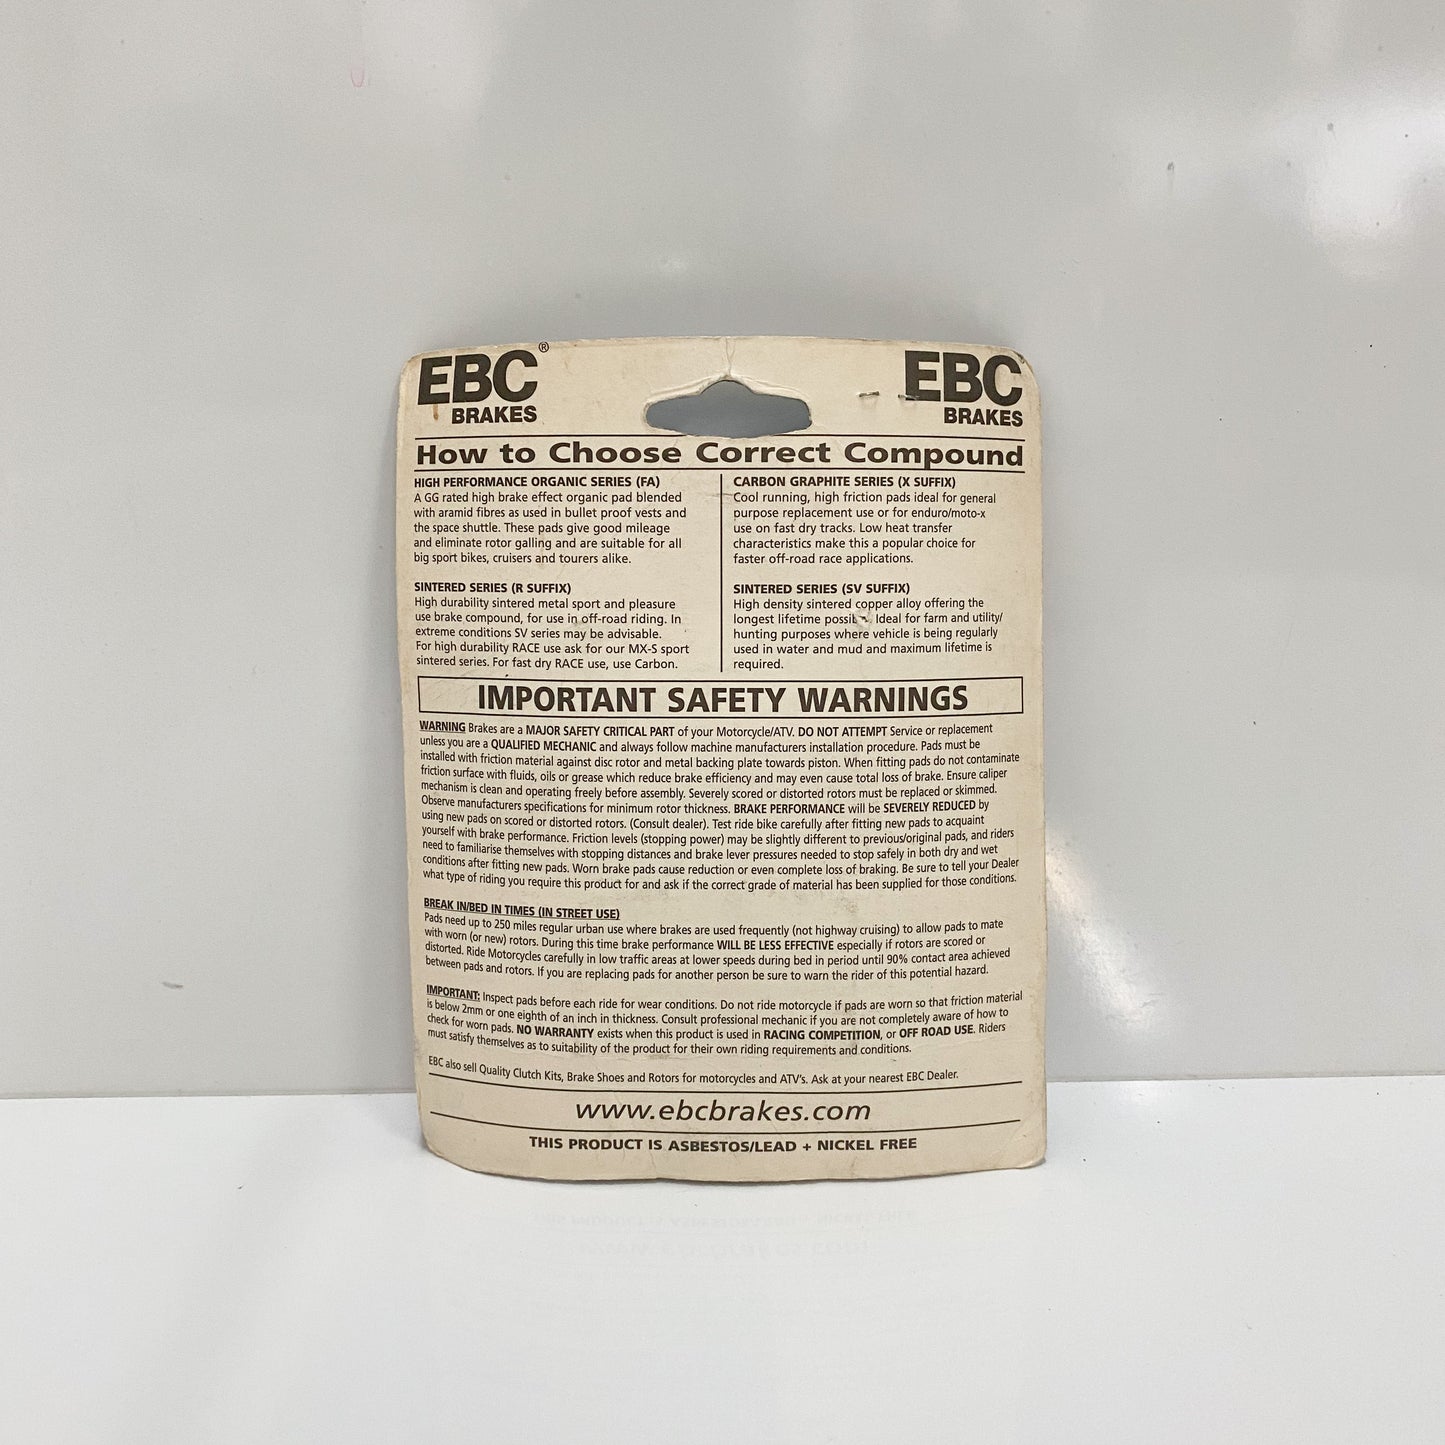 EBC® EBC
BRAKES BRAKES
How to Choose Correct Compound
HIGH PERFORMANCE ORGANIC SERIES (FA)
A GG rated high brake effect organic pad blended
with aramid fibres as used in bullet proof vests and
the space shuttle. These pads give good mileage
and eliminate rotor galling and are suitable for all
big sport bikes, cruisers and tourers alike.
SINTERED SERIES (R SUFFIX)
High durability sintered metal sport and pleasure
use brake compound, for use in off-road riding. In
extreme conditions SV series may be advisable.
For high durability RACE use ask for our MX-S sport
sintered series. For fast dry RACE use, use Carbon.
CARBON GRAPHITE SERIES (X SUFFIX)
Cool running, high friction pads ideal for general
purpose replacement use or for enduro/moto-x
use on fast dry tracks. Low heat transfer
characteristics make this a popular choice for
faster off-road race applications.
SINTERED SERIES (SV SUFFIX)
High density sintered copper alloy offering the
longest lifetime Ideal for farm and utility/
hunting purposes where vehicle is being regularly
used in water and mud and maximum lifetime is
required.
IMPORTANT SAFETY WARNINGS
WARNING Brakes are a MAJOR SAFETY CRITICAL PART of your Motorcycle/ATV. DO NOT ATTEMPT Service or replacement
unless you are a QUALIFIED MECHANIC and always follow machine manufacturers installation procedure. Pads must be
installed with friction material against disc rotor and metal backing plate towards piston. When fitting pads do not contaminate
friction surface with fluids, oils or grease which reduce brake efficiency and may even cause total loss of brake. Ensure caliper
mechanism is clean and operating freely before assembly. Severely scored or distorted rotors must be replaced or skimmed.
Observe manufacturers specifications for minimum rotor thickness. BRAKE PERFORMANCE will be SEVERELY REDUCED by
using new pads on scored or distorted rotors. (Consult dealer). Test ride bike carefully after fitting new pads to acquaint
yourself with brake performance. Friction levels (stopping power) may be slightly different to previous/original pads, and riders
need to familiarise themselves with stopping distances and brake lever pressures needed to stop safely in both dry and wet
conditions after fitting new pads. Worn brake pads cause reduction or even complete loss of braking. Be sure to tell your Dealer
what type of riding you require this product for and ask if the correct grade of material has been supplied for those conditions.
BREAK IN/BED IN TIMES (IN STREET USE)
Pads need up to 250 miles regular urban use where brakes are used frequently (not highway cruising) to allow pads to mate
with worn (or new) rotors. During this time brake performance WILL BE LESS EFFECTIVE especially if rotors are scored or
distorted. Ride Motorcycles carefully in low traffic areas at lower speeds during bed in period until 90% contact area achieved
between pads and rotors. If you are replacing pads for another person be sure to warn the rider of this potential hazard.
IMPORTANT: Inspect pads before each ride for wear conditions. Do not ride motorcycle if pads are worn so that friction material
is below 2mm or one eighth of an inch in thickness. Consult professional mechanic if you are not completely aware of how to
check for worn pads. NO WARRANTY exists when this product is used in RACING COMPETITION, or OFF ROAD USE. Riders
must satisfy themselves as to suitability of the product for their own riding requirements and conditions.
EBC also sell Quality Clutch Kits, Brake Shoes and Rotors for motorcycles and ATV's. Ask at your nearest EBC Dealer.
www.ebcbrakes.com
THIS PRODUCT IS ASBESTOS/LEAD + NICKEL FREE